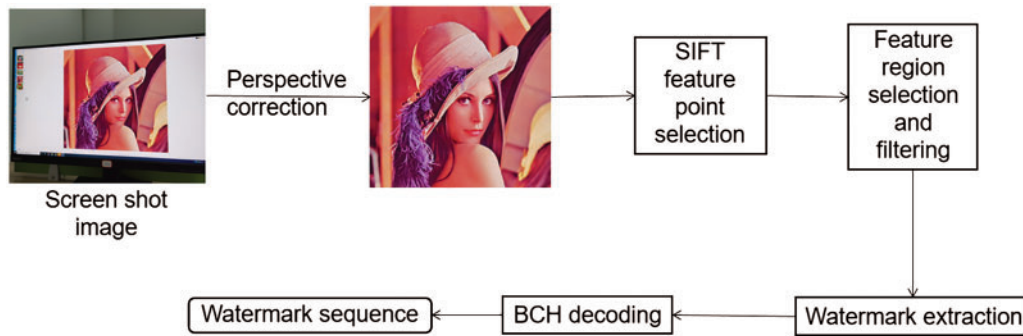 Screen shot
image
Perspective
correction
SIFT
feature
point
selection
Feature
region
selection
and
filtering
Watermark extraction
BCH decoding
Watermark sequence